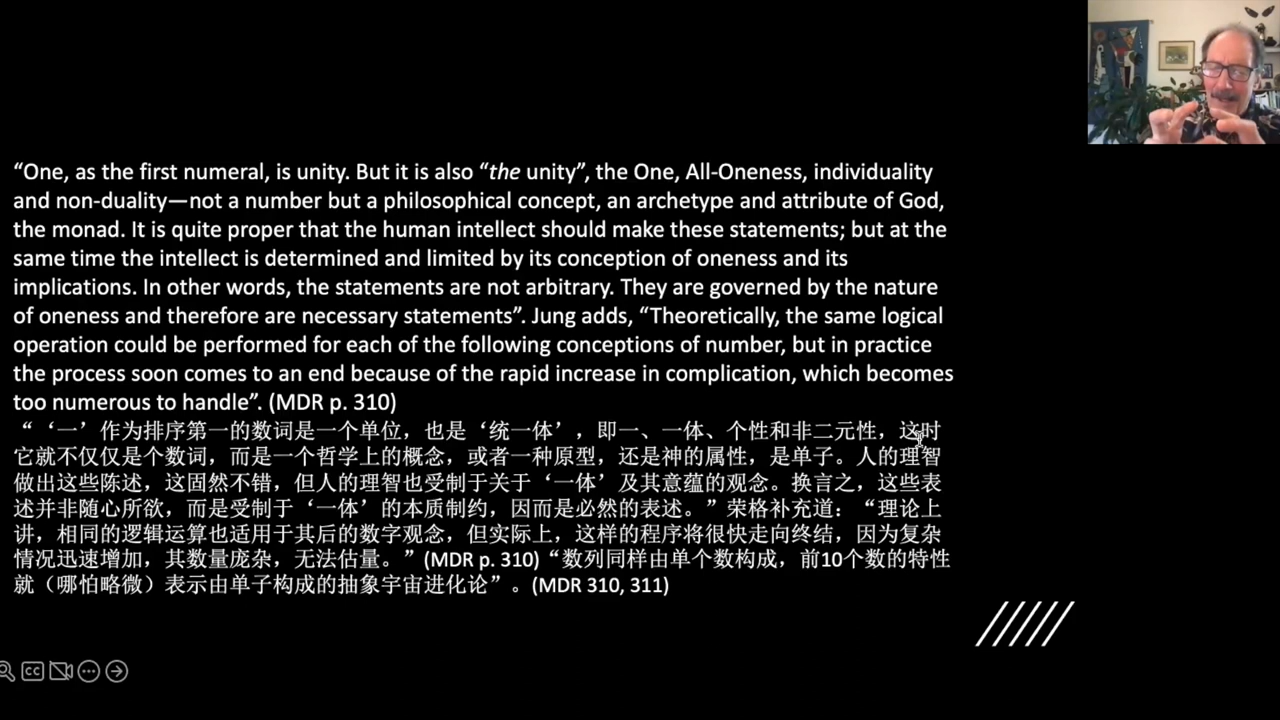 “One, as the first numeral, is unity. But it is also “the unity”, the One, All-Oneness, individuality
and non-duality—not a number but a philosophical concept, an archetype and attribute of God,
the monad. It is quite proper that the human intellect should make these statements; but at the
same time the intellect is determined and limited by its conception of oneness and its
implications. In other words, the statements are not arbitrary. They are governed by the nature
of oneness and therefore are necessary statements”. Jung adds, “Theoretically, the same logical
operation could be performed for each of the following conceptions of number, but in practice
the process soon comes to an end because of the rapid increase in complication, which becomes
too numerous to handle”. (MDR p. 310)
“ ‘一’ 作为排序第一的数词是一个单位，也是‘统一体’，即一、一体、个性和非二元性，这时
它就不仅仅是个数词，而是一个哲学上的概念，或者一种原型，还是神的属性，是单子。人的理智
做出这些陈述，这固然不错，但人的理智也受制于关于‘一体’及其意蕴的观念。换言之，这些表
述并非随心所欲，而是受制于‘一体’的本质制约，因而是必然的表述。”荣格补充道：“理论上
讲，相同的逻辑运算也适用于其后的数字观念，但实际上，这样的程序将很快走向终结，因为复杂
情况迅速增加，其数量庞杂，无法估量。” (MDR p. 310) “数列同样由单个数构成，前10个数的特性
就（哪怕略微）表示由单子构成的抽象宇宙进化论” 。(MDR 310, 311)
CC